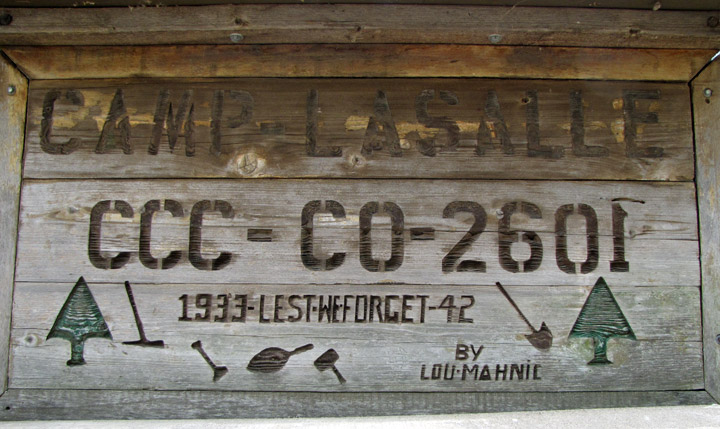 CAMP-LASALLE
CCC-CO-2601
1933-LEST-WE-FORGET-42
BY
LOU-MAHNIC